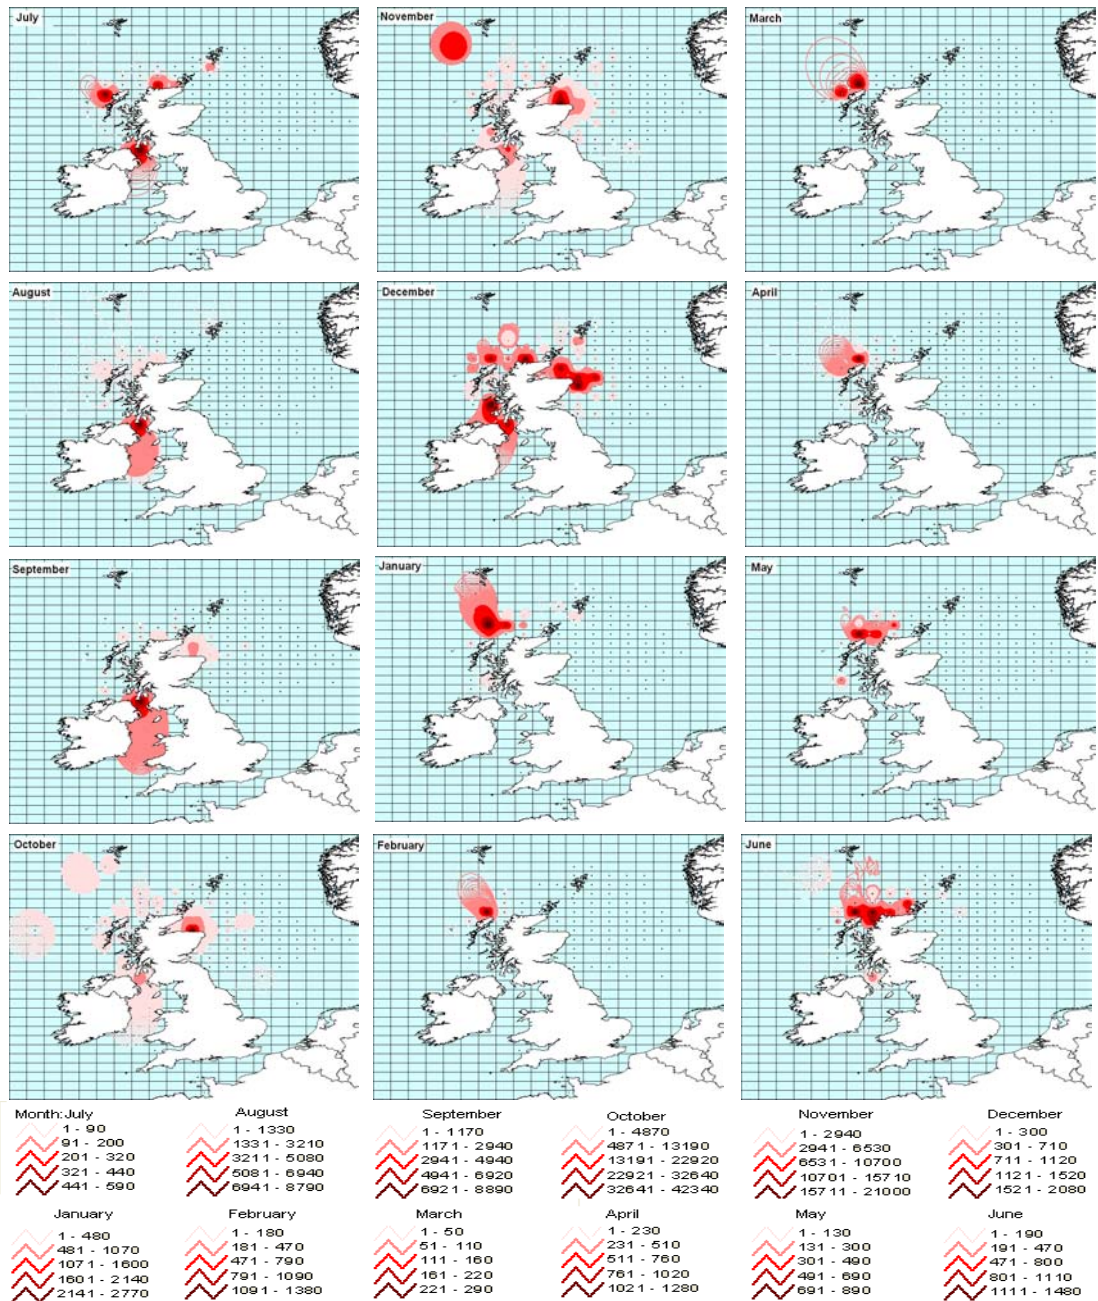 July
November
March
August
December
April
September
January
May
October
February
June
Month:July
1 - 90
91 - 200
201 - 320
321 - 440
441 - 590
August
1 - 1330
1331 - 3210
3211 - 5080
5081 - 6940
6941 - 8790
September
1 - 1170
1171 - 2940
2941 - 4940
4941 - 6920
6921 - 8890
October
1 - 4870
4871 - 13190
13191 - 22920
22921 - 32640
32641 - 42340
November
1 - 2940
2941 - 6530
6531 - 10700
10701 - 15710
15711 - 21000
December
1 - 300
301 - 710
711 - 1120
1121 - 1520
1521 - 2080
January
1 - 480
481 - 1070
1071 - 1600
1601 - 2140
2141 - 2770
February
1 - 180
181 - 470
471 - 790
791 - 1090
1091 - 1380
March
1 - 50
51 - 110
111 - 160
161 - 220
221 - 290
April
1 - 230
231 - 510
511 - 760
761 - 1020
1021 - 1280
May
1 - 130
131 - 300
301 - 490
491 - 690
691 - 890
June
1 - 190
191 - 470
471 - 800
801 - 1110
1111 - 1480